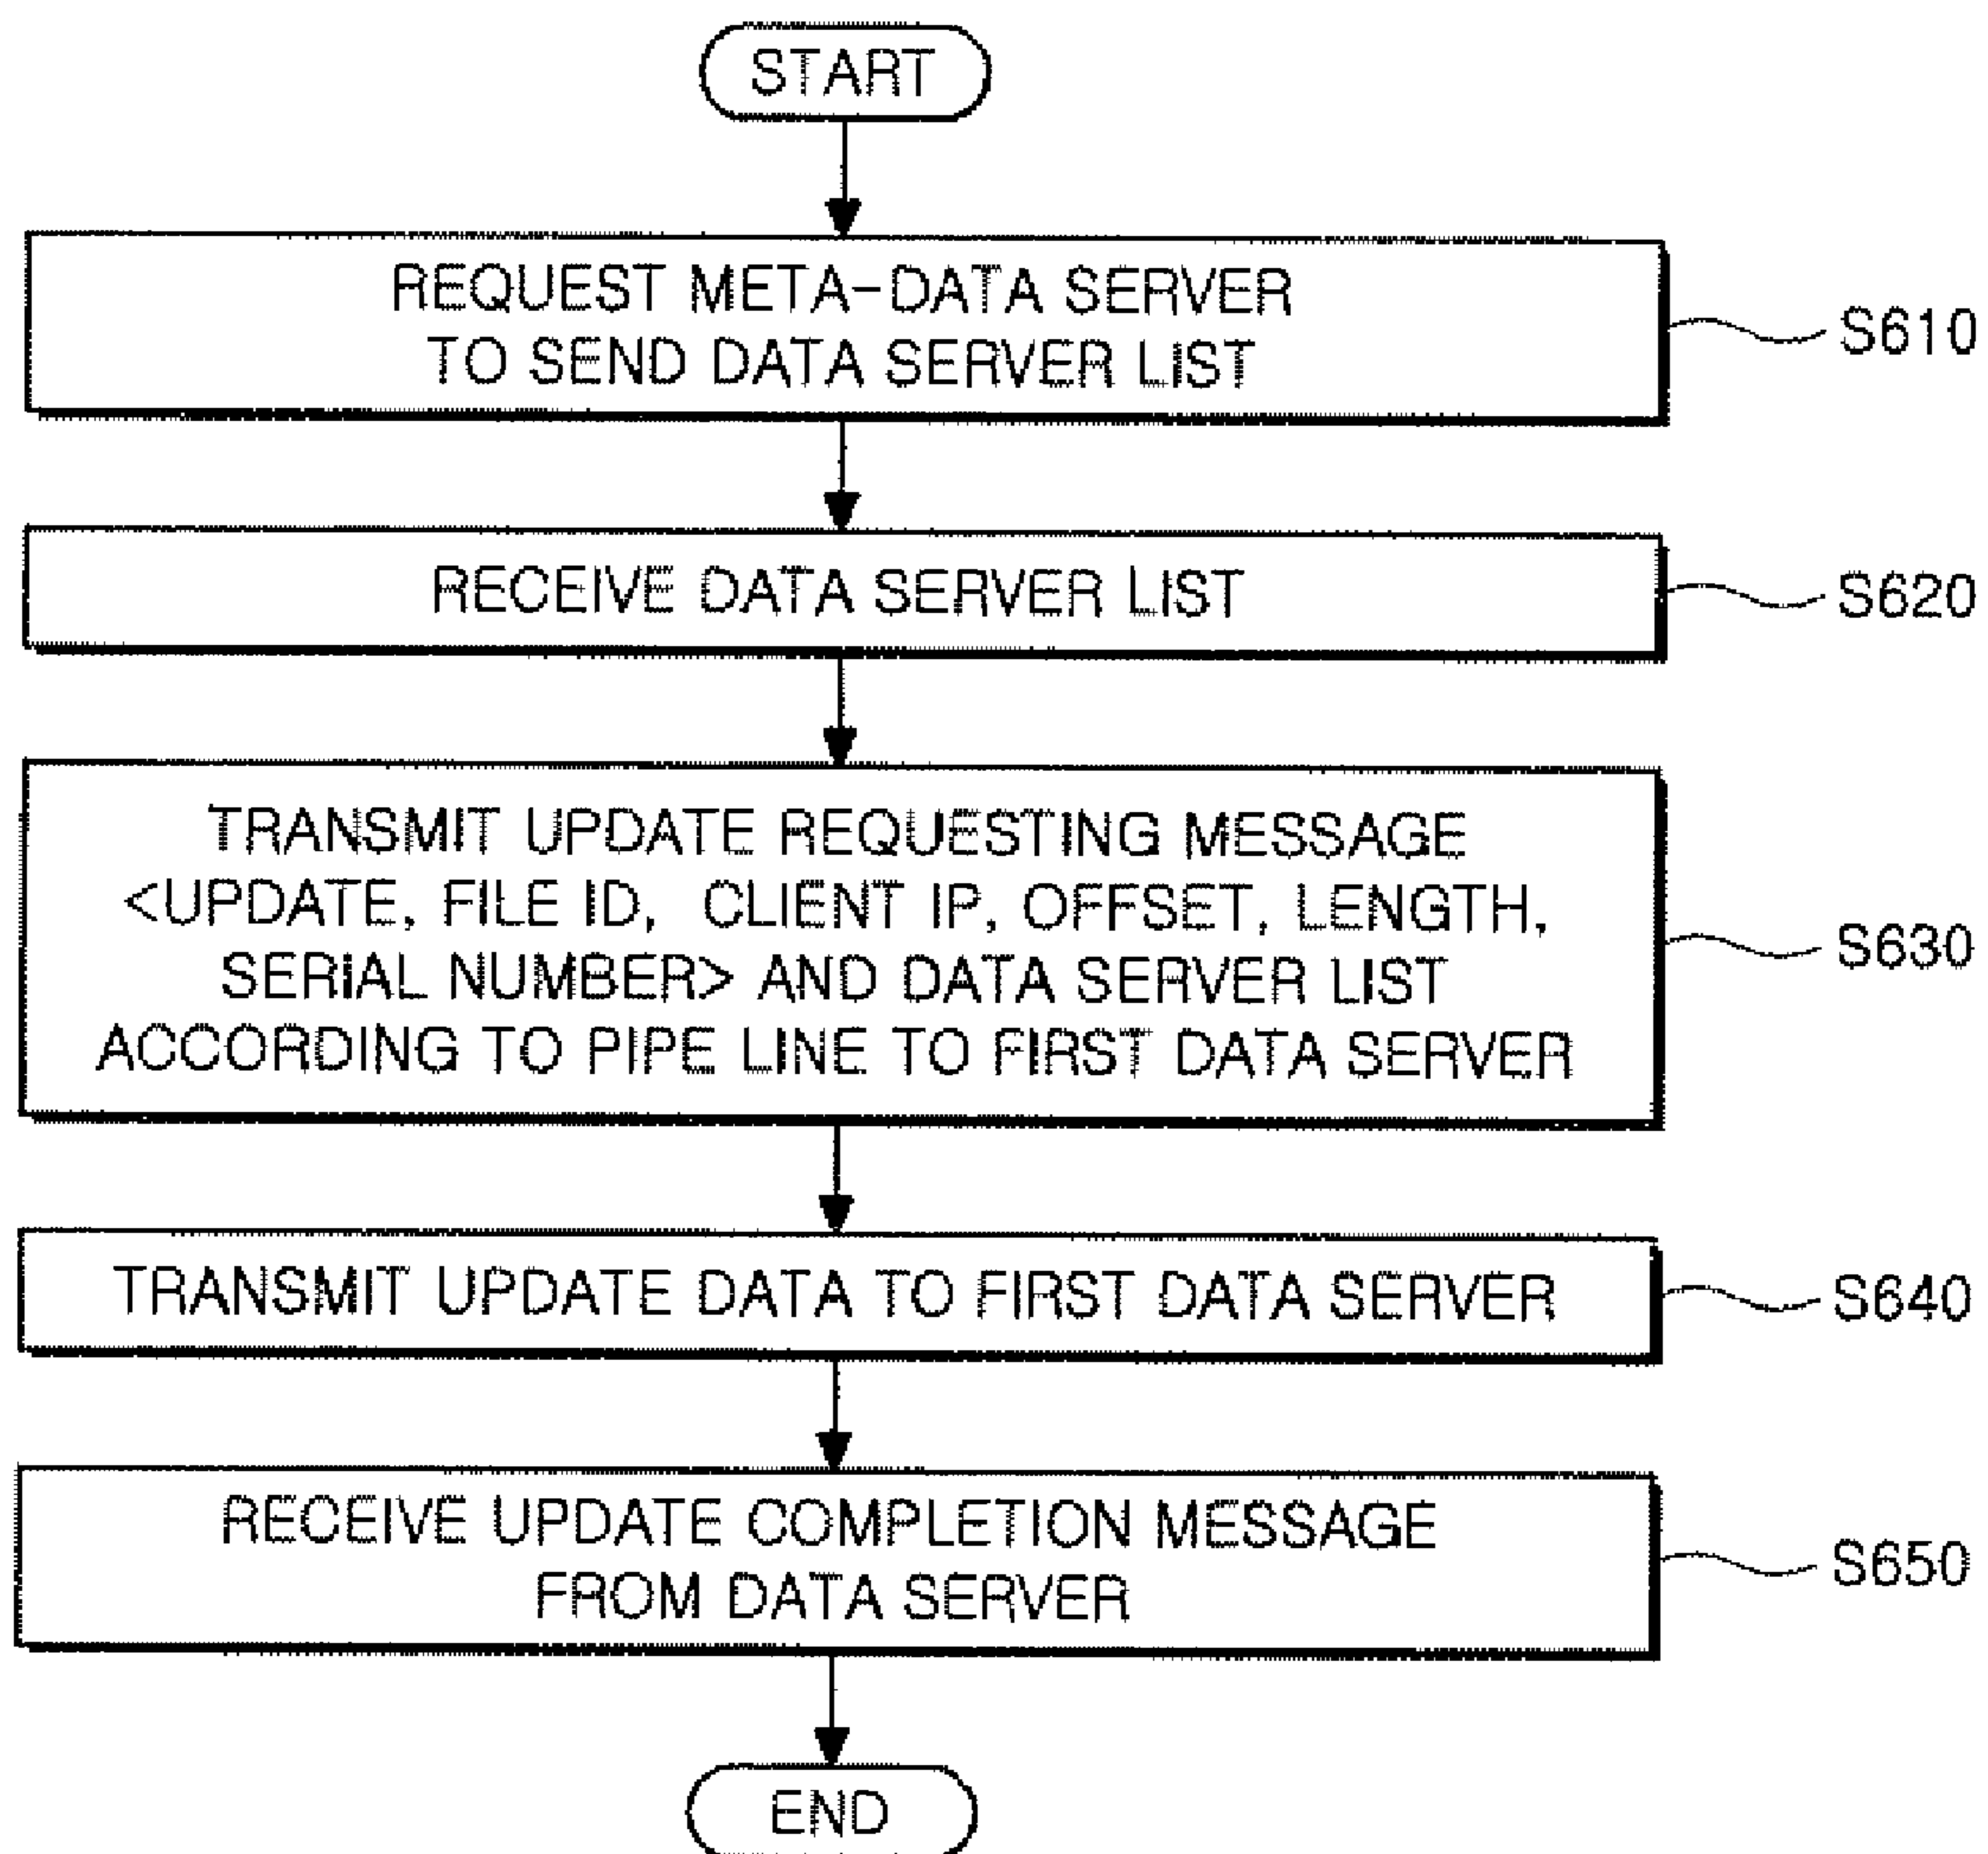 START
REQUEST META-DATA SERVER
TO SEND DATA SERVER LIST
S610
RECEIVE DATA SERVER LIST
S620
TRANSMIT UPDATE REQUESTING MESSAGE
<UPDATE, FILE ID, CLIENT IP, OFFSET, LENGTH,
SERIAL NUMBER> AND DATA SERVER LIST
ACCORDING TO PIPE LINE TO FIRST DATA SERVER
S630
TRANSMIT UPDATE DATA TO FIRST DATA SERVER
S640
RECEIVE UPDATE COMPLETION MESSAGE
FROM DATA SERVER
S650
END